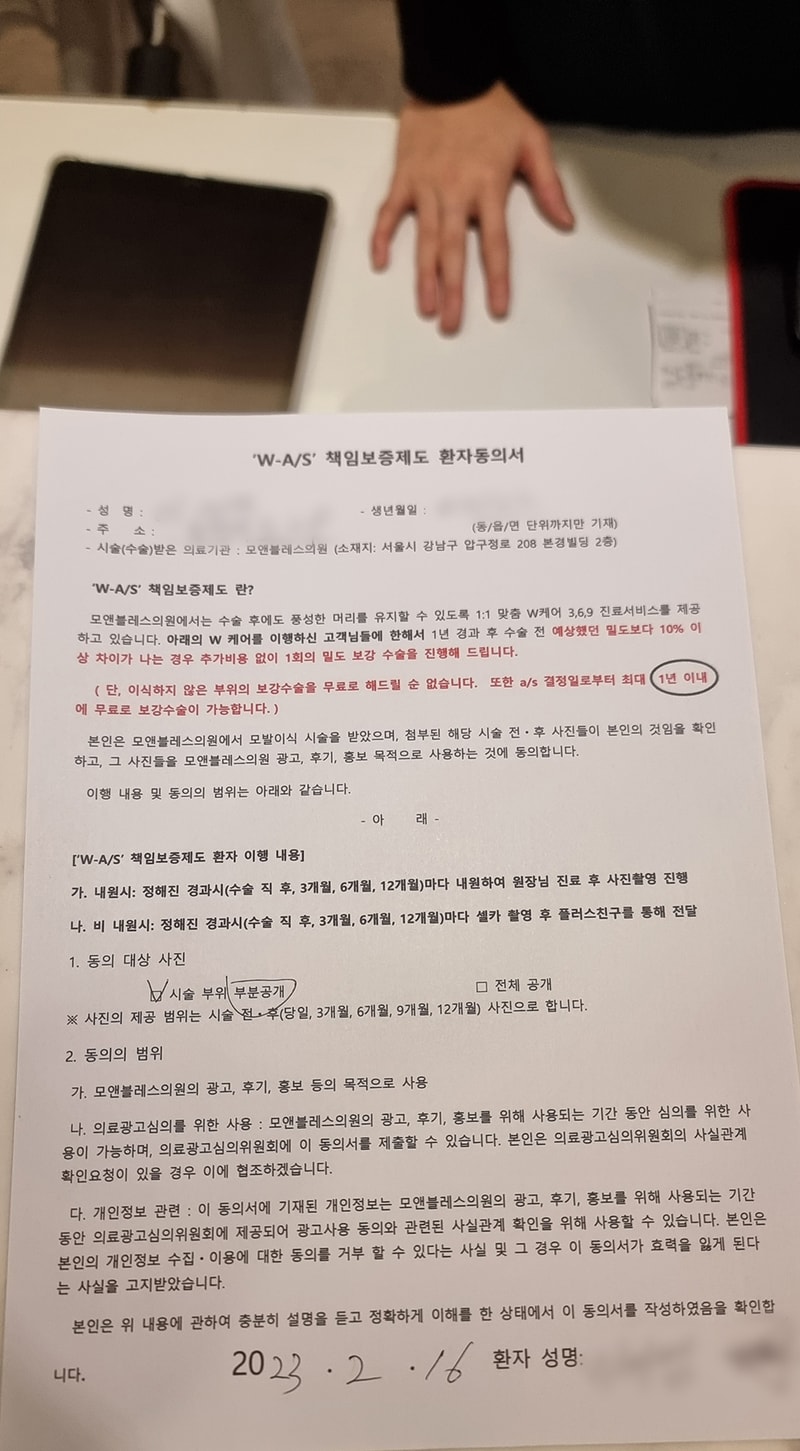 'W-A/S' 책임보증제도 환자동의서
- 성 명 : - 생년월일 :
- 주 소 : (동/읍/면 단위까지만 기재)
- 시술(수술)받은 의료기관 : 모앤블레스의원 (소재지: 서울시 강남구 압구정로 208 본경빌딩 2층)
'W-A/S' 책임보증제도 란?
모앤블레스의원에서는 수술 후에도 풍성한 머리를 유지할 수 있도록 1:1 맞춤 W케어 3,6,9 진료서비스를 제공
하고 있습니다. 아래의 W 케어를 이행하신 고객님들에 한해서 1년 경과 후 수술 전 예상했던 밀도보다 10% 이
상 차이가 나는 경우 추가비용 없이 1회의 밀도 보강 수술을 진행해 드립니다.
( 단, 이식하지 않은 부위의 보강수술을 무료로 해드릴 순 없습니다. 또한 a/s 결정일로부터 최대 1년 이내
에 무료로 보강수술이 가능합니다. )
본인은 모앤블레스의원에서 모발이식 시술을 받았으며, 첨부된 해당 시술 전・후 사진들이 본인의 것임을 확인
하고, 그 사진들을 모앤블레스의원 광고, 후기, 홍보 목적으로 사용하는 것에 동의합니다.
이행 내용 및 동의의 범위는 아래와 같습니다.
- 아 래 -
['W-A/S' 책임보증제도 환자 이행 내용]
가. 내원시: 정해진 경과시(수술 직 후, 3개월, 6개월, 12개월)마다 내원하여 원장님 진료 후 사진촬영 진행
나. 비 내원시: 정해진 경과시(수술 직 후, 3개월, 6개월, 12개월)마다 셀카 촬영 후 플러스친구를 통해 전달
1. 동의 대상 사진
☑ 시술 부위 부분공개 □ 전체 공개
※ 사진의 제공 범위는 시술 전・후(당일, 3개월, 6개월, 9개월, 12개월) 사진으로 합니다.
2. 동의의 범위
가. 모앤블레스의원의 광고, 후기, 홍보 등의 목적으로 사용
나. 의료광고심의를 위한 사용 : 모앤블레스의원의 광고, 후기, 홍보를 위해 사용되는 기간 동안 심의를 위한 사
용이 가능하며, 의료광고심의위원회에 이 동의서를 제출할 수 있습니다. 본인은 의료광고심의위원회의 사실관계
확인요청이 있을 경우 이에 협조하겠습니다.
다. 개인정보 관련 : 이 동의서에 기재된 개인정보는 모앤블레스의원의 광고, 후기, 홍보를 위해 사용되는 기간
동안 의료광고심의위원회에 제공되어 광고사용 동의와 관련된 사실관계 확인을 위해 사용할 수 있습니다. 본인은
본인의 개인정보 수집・이용에 대한 동의를 거부 할 수 있다는 사실 및 그 경우 이 동의서가 효력을 잃게 된다
는 사실을 고지받았습니다.
본인은 위 내용에 관하여 충분히 설명을 듣고 정확하게 이해를 한 상태에서 이 동의서를 작성하였음을 확인합
니다. 2023 . 2 . 16 환자 성명: